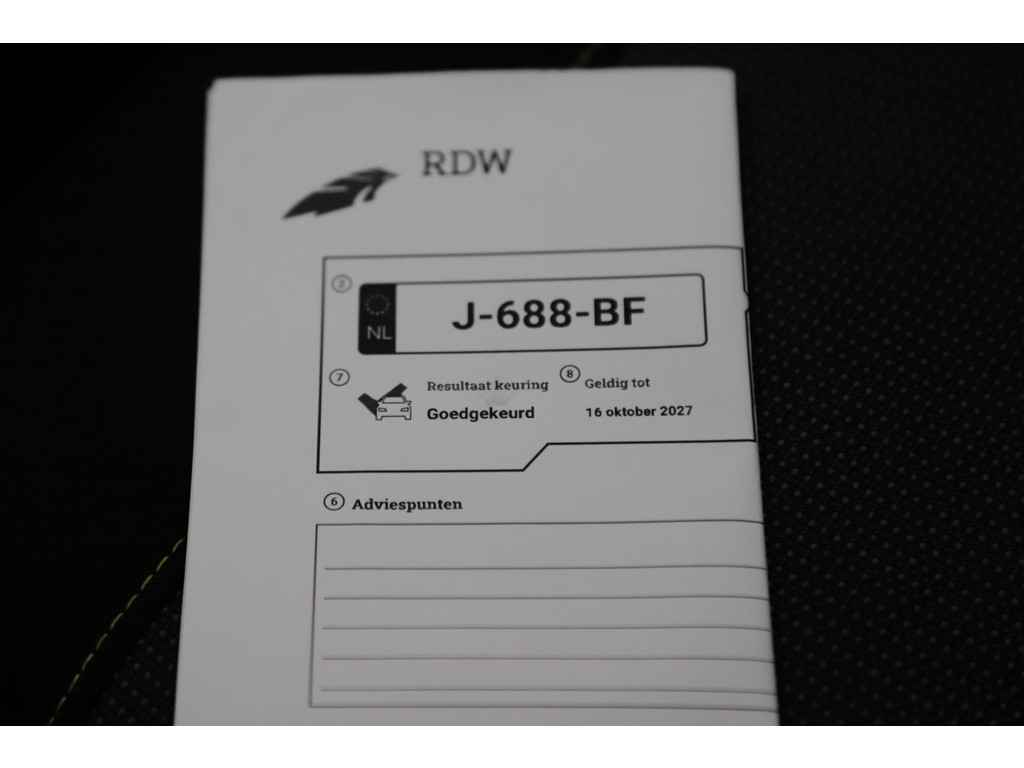 RDW
2
NL
J-688-BF
7
Resultaat keuring
Goedgekeurd
8
Geldig tot
16 oktober 2027
6 Adviespunten